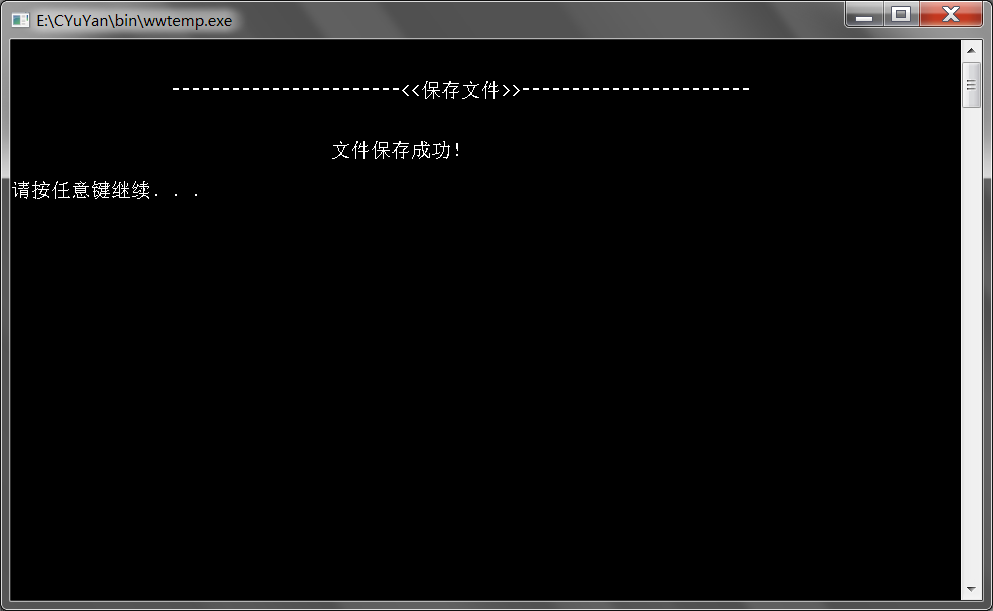 E:\CYuYan\bin\wwtemp.exe
-----------------------<<保存文件>>-----------------------
文件保存成功!
请按任意键继续. . .